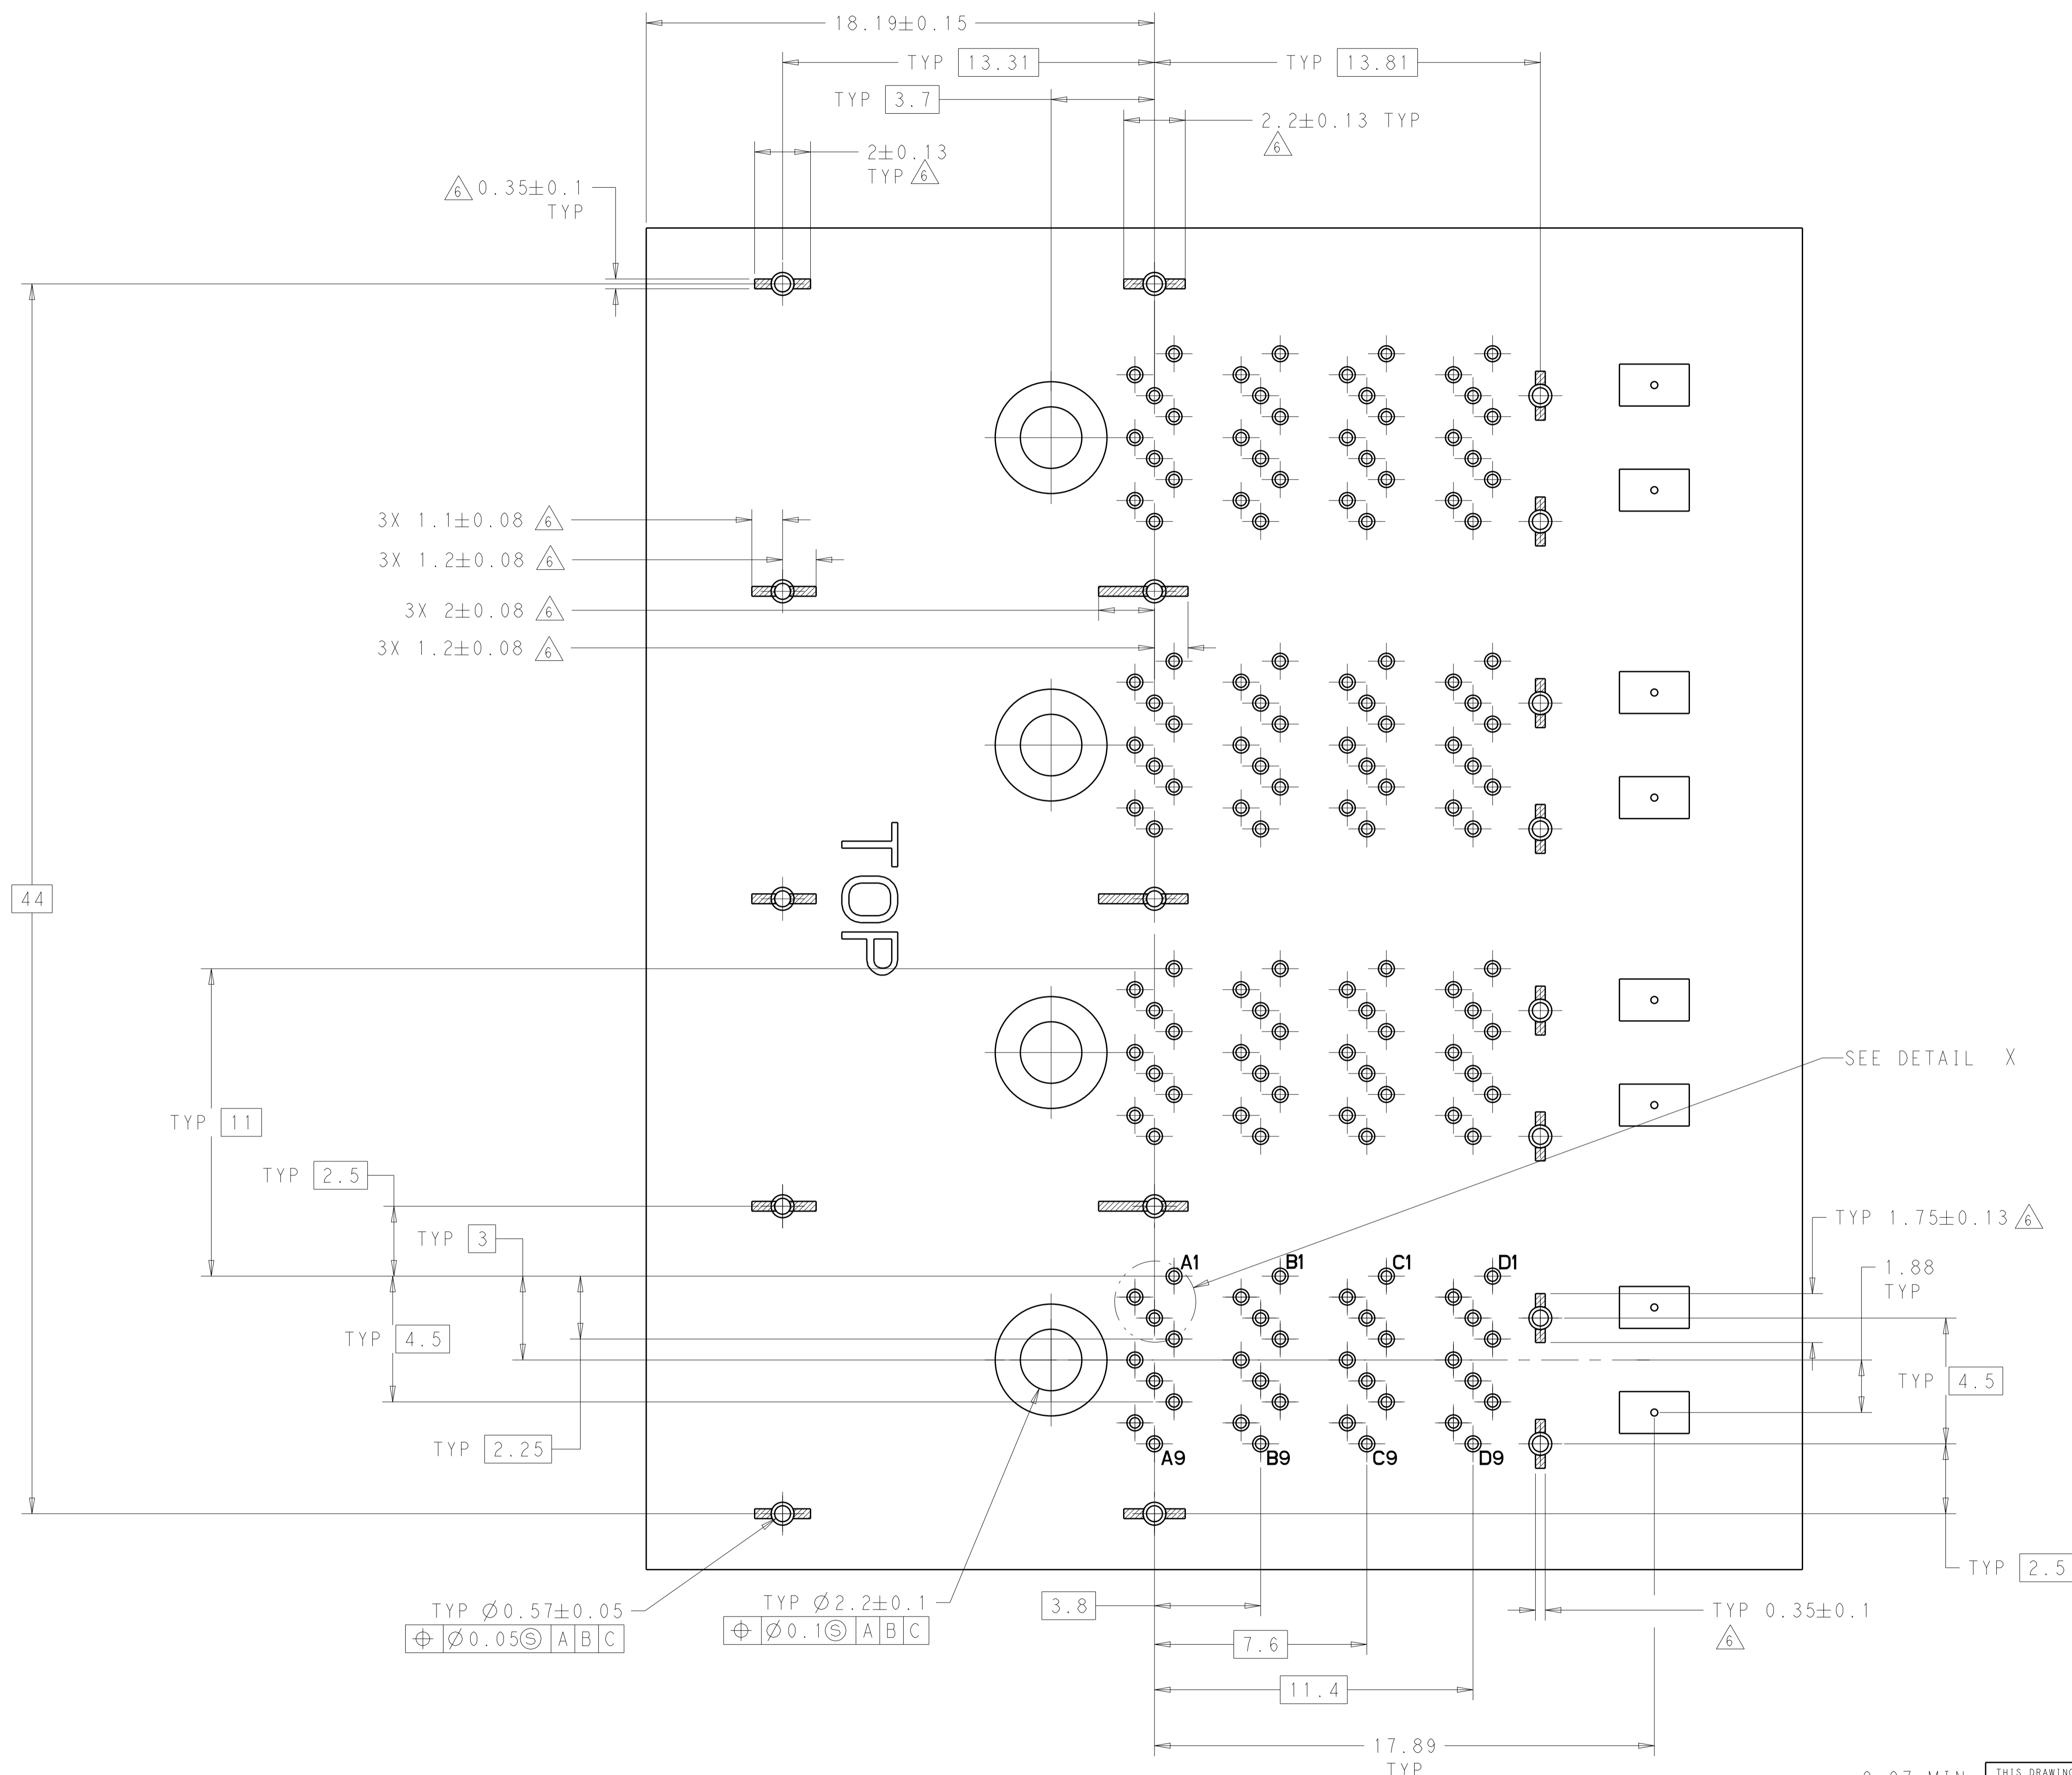 18.19±0.15
TYP 13.31
TYP 13.81
TYP 3.7
2.2±0.13 TYP
6
2±0.13
TYP 6
6 0.35±0.1
TYP
3X 1.1±0.08 6
3X 1.2±0.08 6
3X 2±0.08 6
3X 1.2±0.08 6
TOP
44
SEE DETAIL X
TYP 11
TYP 2.5
TYP 3
TYP 1.75±0.13 6
A1 B1 C1 D1
1.88
TYP
TYP 4.5
TYP 4.5
TYP 2.25
A9 B9 C9 D9
TYP 2.5
TYP Ø0.57±0.05
⌖ Ø0.05Ⓢ A B C
TYP Ø2.2±0.1
⌖ Ø0.1Ⓢ A B C
3.8
TYP 0.35±0.1
6
7.6
11.4
17.89
TYP
THIS DRAWING